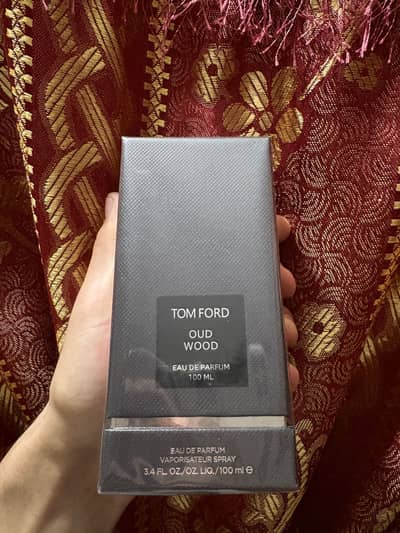 TOM FORD
OUD
WOOD
EAU DE PARFUM
100 ML
EAU DE PARFUM
VAPORISATEUR SPRAY
3.4 FL. OZ./OZ. LIQ./100 ml ℮